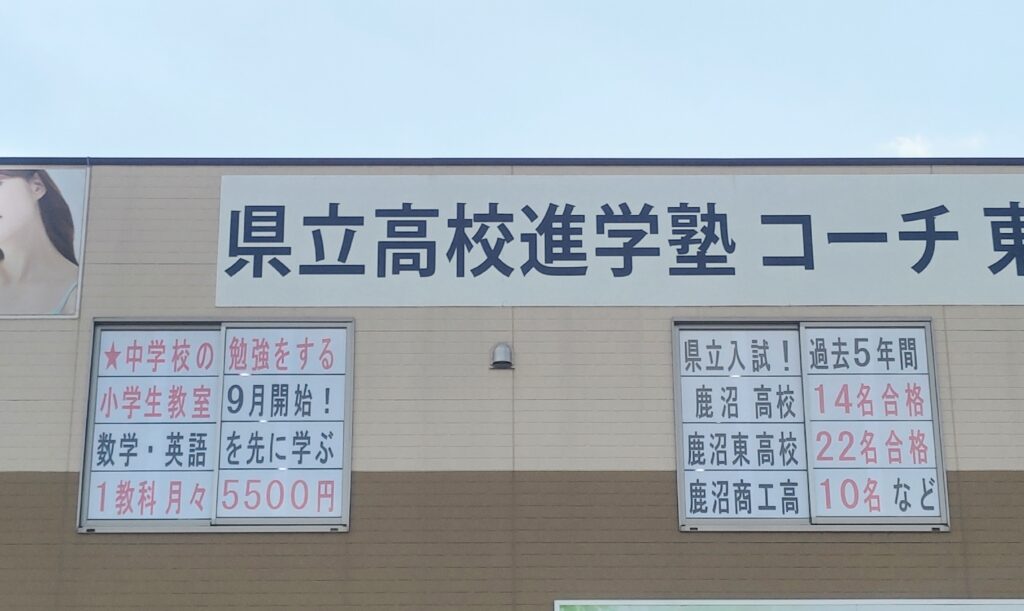 県立高校進学塾 コーチ 東
★中学校の 勉強をする
小学生教室 9月開始！
数学・英語 を先に学ぶ
1教科月々 5500円
県立入試！ 過去5年間
鹿沼 高校 14名合格
鹿沼東高校 22名合格
鹿沼商工高 10名 など